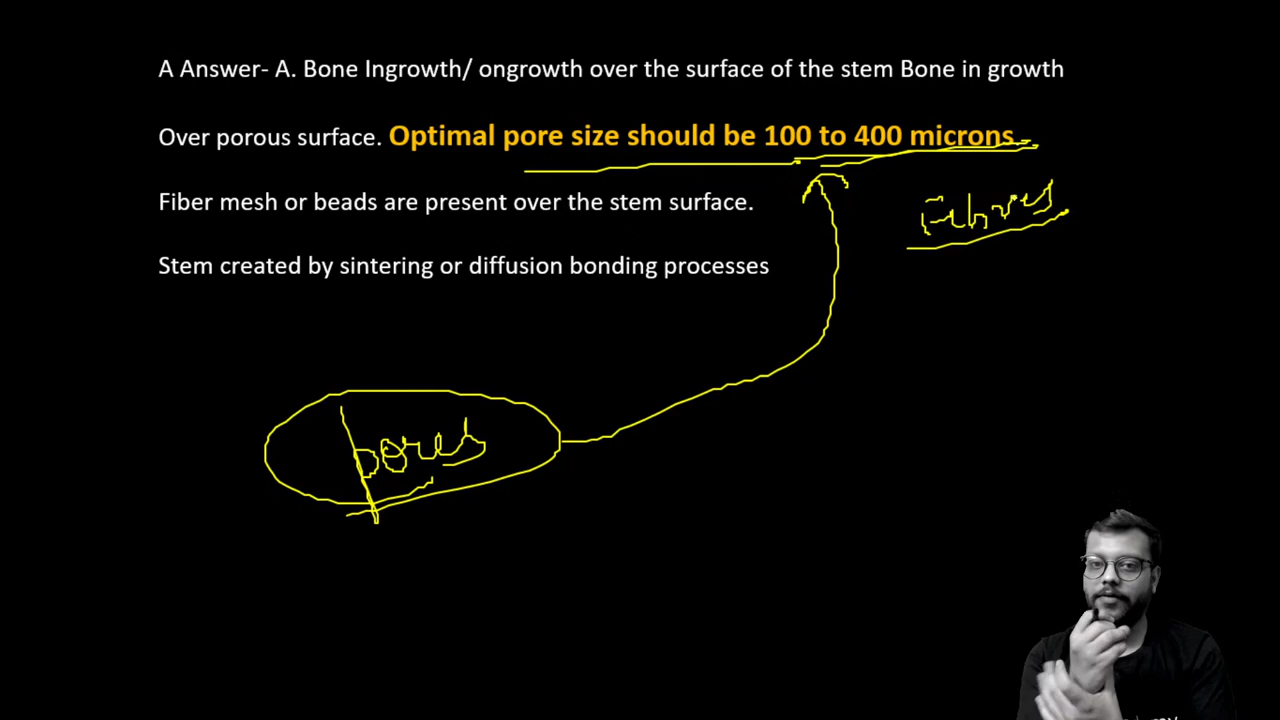 A Answer- A. Bone Ingrowth/ ongrowth over the surface of the stem Bone in growth
Over porous surface. Optimal pore size should be 100 to 400 microns.
Fiber mesh or beads are present over the stem surface.
Stem created by sintering or diffusion bonding processes
pores